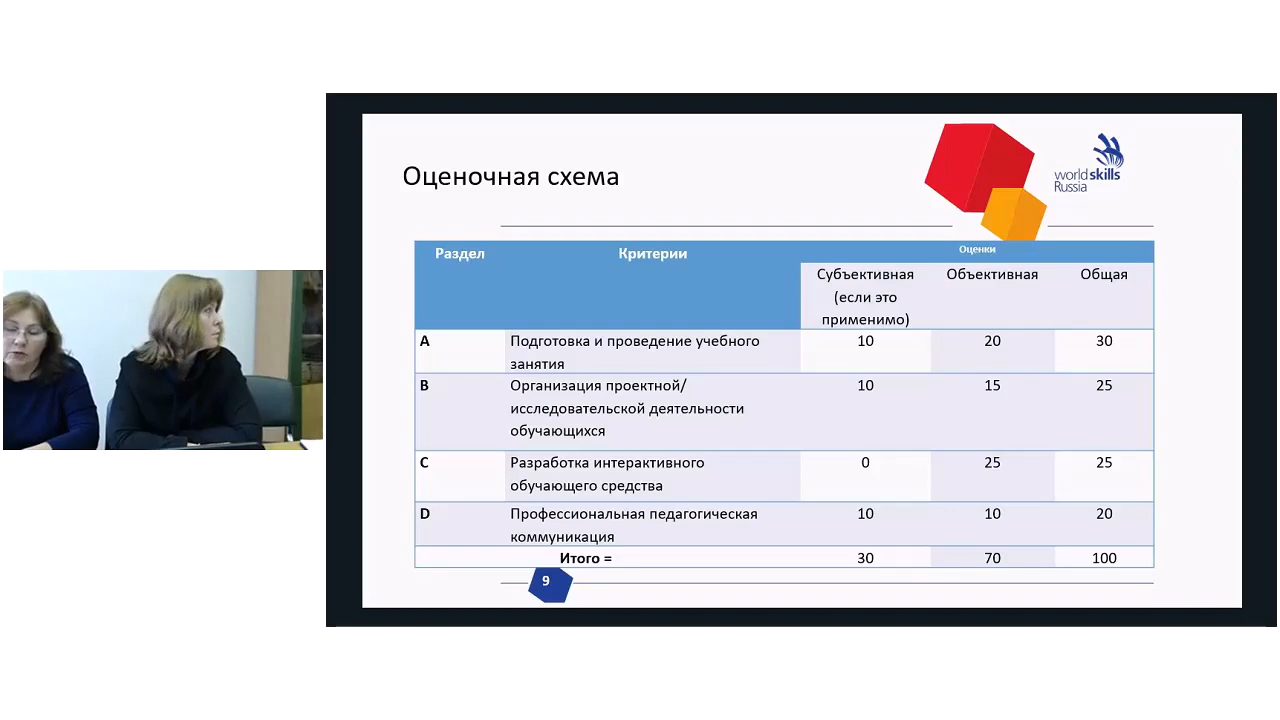 Оценочная схема
world skills
Russia
Раздел Критерии Оценки
Субъективная (если это применимо) Объективная Общая
A Подготовка и проведение учебного 10 20 30
занятия
B Организация проектной/ 10 15 25
исследовательской деятельности
обучающихся
C Разработка интерактивного 0 25 25
обучающего средства
D Профессиональная педагогическая 10 10 20
коммуникация
Итого = 30 70 100
9